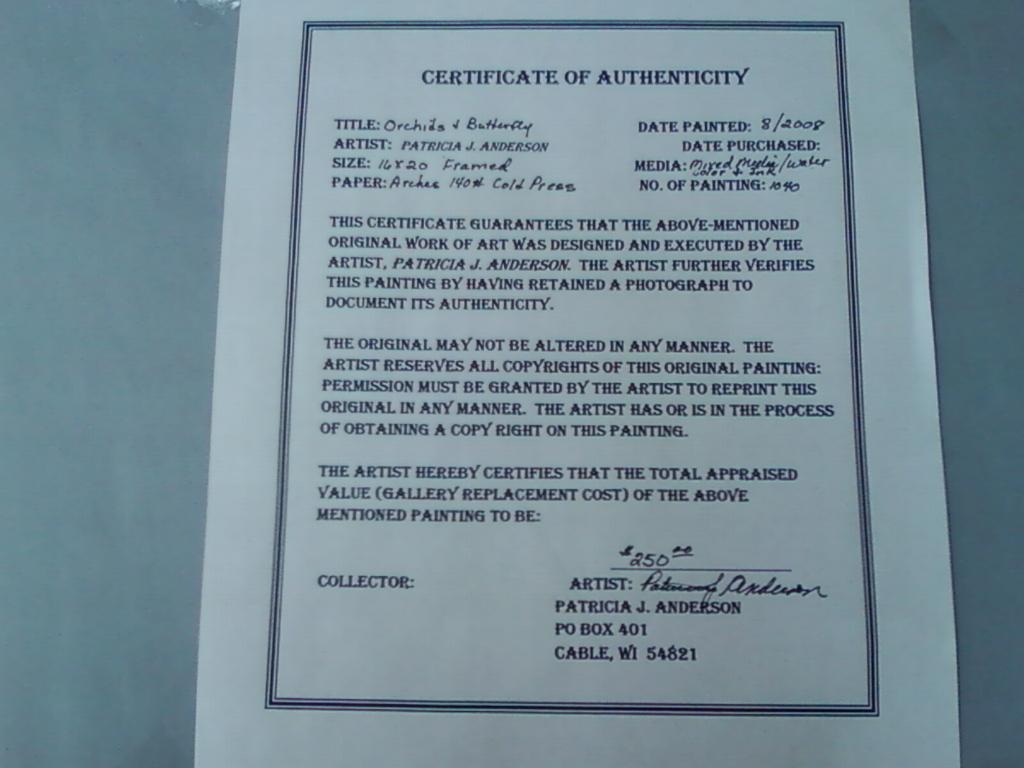 CERTIFICATE OF AUTHENTICITY
TITLE: Orchids & Butterfly
DATE PAINTED: 8/2008
ARTIST: PATRICIA J. ANDERSON
DATE PURCHASED:
SIZE: 16x20 Framed
MEDIA: Mixed Media/water color & Ink
PAPER: Arches 140# Cold Press
NO. OF PAINTING: 1040
THIS CERTIFICATE GUARANTEES THAT THE ABOVE-MENTIONED
ORIGINAL WORK OF ART WAS DESIGNED AND EXECUTED BY THE
ARTIST, PATRICIA J. ANDERSON. THE ARTIST FURTHER VERIFIES
THIS PAINTING BY HAVING RETAINED A PHOTOGRAPH TO
DOCUMENT ITS AUTHENTICITY.
THE ORIGINAL MAY NOT BE ALTERED IN ANY MANNER. THE
ARTIST RESERVES ALL COPYRIGHTS OF THIS ORIGINAL PAINTING:
PERMISSION MUST BE GRANTED BY THE ARTIST TO REPRINT THIS
ORIGINAL IN ANY MANNER. THE ARTIST HAS OR IS IN THE PROCESS
OF OBTAINING A COPY RIGHT ON THIS PAINTING.
THE ARTIST HEREBY CERTIFIES THAT THE TOTAL APPRAISED
VALUE (GALLERY REPLACEMENT COST) OF THE ABOVE
MENTIONED PAINTING TO BE:
$250.00
COLLECTOR:
ARTIST: Patricia J Anderson
PATRICIA J. ANDERSON
PO BOX 401
CABLE, WI 54821